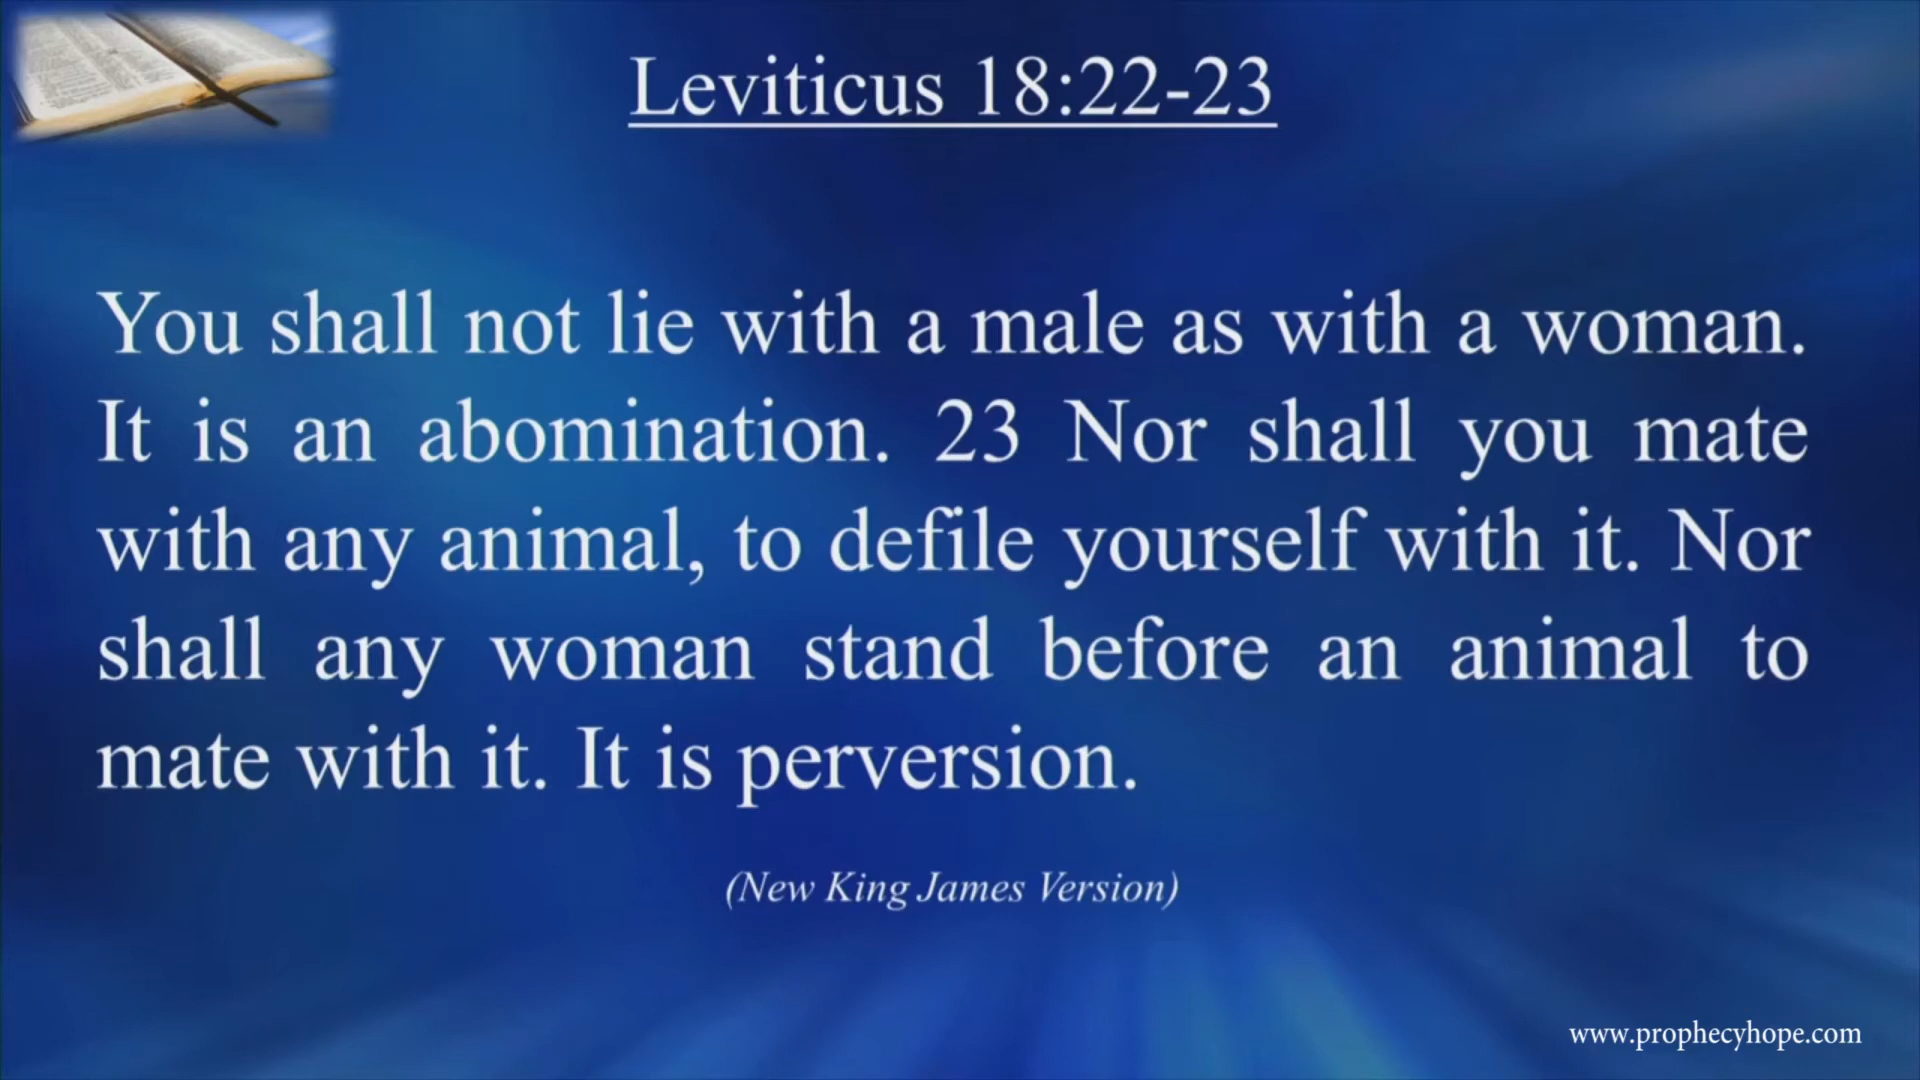 Leviticus 18:22-23
You shall not lie with a male as with a woman.
It is an abomination. 23 Nor shall you mate
with any animal, to defile yourself with it. Nor
shall any woman stand before an animal to
mate with it. It is perversion.
(New King James Version)
www.prophecyhope.com